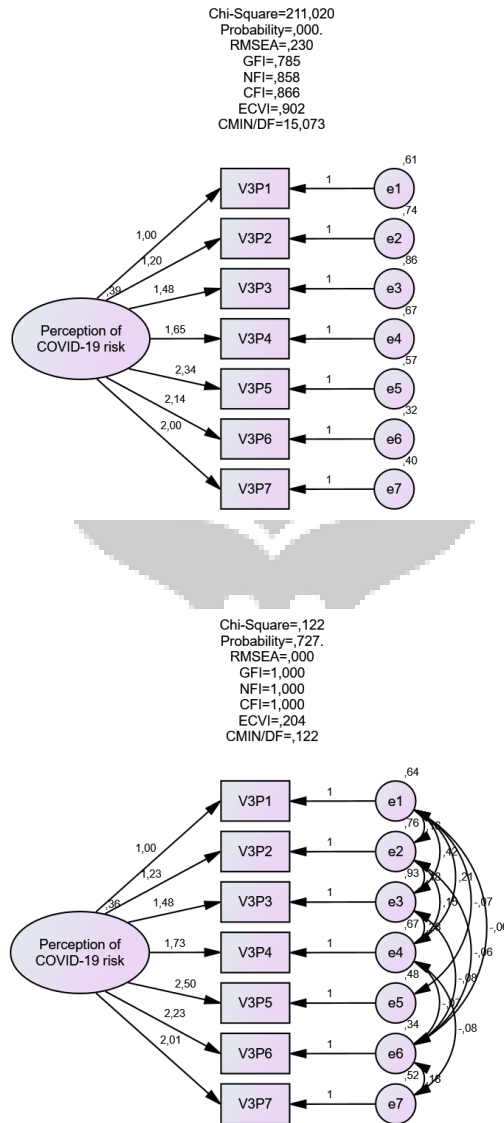 Chi-Square=211,020
Probability=,000.
RMSEA=,230
GFI=,785
NFI=,858
CFI=,866
ECVI=,902
CMIN/DF=15,073
,61
V3P1 1 e1
,74
1,00
V3P2 1 e2
,86
1,20
,39
V3P3 1 e3
1,48
,67
Perception of
COVID-19 risk
1,65
V3P4 1 e4
,57
2,34
V3P5 1 e5
,32
2,14
V3P6 1 e6
,40
2,00
V3P7 1 e7
Chi-Square=,122
Probability=,727.
RMSEA=,000
GFI=1,000
NFI=1,000
CFI=1,000
ECVI=,204
CMIN/DF=,122
,64
V3P1 1 e1
,76
1,00
,42
V3P2 1 e2
,21
1,23
,93
,36
V3P3 1 e3
-,07
1,48
,67
Perception of
COVID-19 risk
1,73
V3P4 1 e4
-,06
,48
2,50
V3P5 1 e5
-,08
,34
2,23
V3P6 1 e6
-,08
,52
2,01
V3P7 1 e7